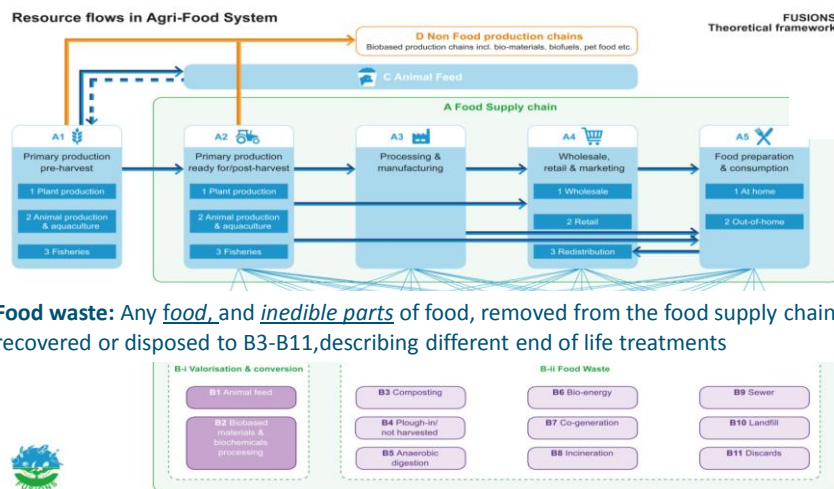 Resource flows in Agri-Food System
FUSIONS
Theoretical framework
D Non Food production chains
Biobased production chains incl. bio-materials, biofuels, pet food etc.
C Animal Feed
A Food Supply chain
A1
Primary production
pre-harvest
1 Plant production
2 Animal production
& aquaculture
3 Fisheries
A2
Primary production
ready for/post-harvest
1 Plant production
2 Animal production
& aquaculture
3 Fisheries
A3
Processing &
manufacturing
A4
Wholesale,
retail & marketing
1 Wholesale
2 Retail
3 Redistribution
A5
Food preparation
& consumption
1 At home
2 Out-of-home
Food waste: Any food, and inedible parts of food, removed from the food supply chain
recovered or disposed to B3-B11,describing different end of life treatments
B-i Valorisation & conversion
B1 Animal feed
B2 Biobased
materials &
biochemicals
processing
B-ii Food Waste
B3 Composting
B4 Plough-in/
not harvested
B5 Anaerobic
digestion
B6 Bio-energy
B7 Co-generation
B8 Incineration
B9 Sewer
B10 Landfill
B11 Discards
FUSIONS